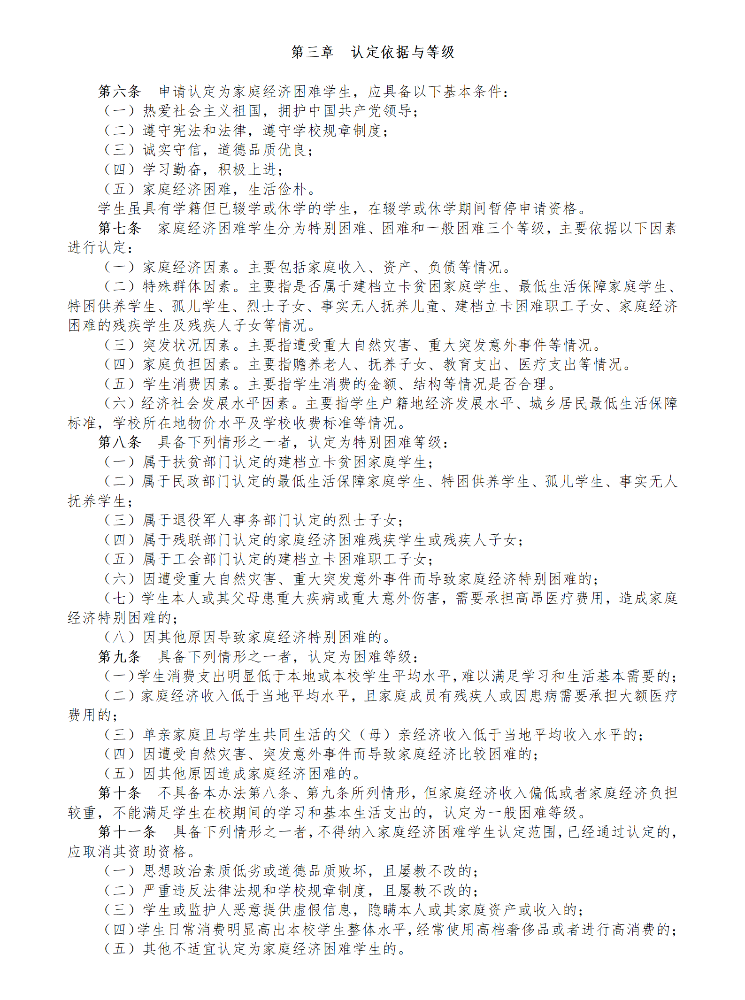 第三章　认定依据与等级
第六条　申请认定为家庭经济困难学生，应具备以下基本条件：
（一）热爱社会主义祖国，拥护中国共产党领导；
（二）遵守宪法和法律，遵守学校规章制度；
（三）诚实守信，道德品质优良；
（四）学习勤奋，积极上进；
（五）家庭经济困难，生活俭朴。
学生虽具有学籍但已辍学或休学的学生，在辍学或休学期间暂停申请资格。
第七条　家庭经济困难学生分为特别困难、困难和一般困难三个等级，主要依据以下因素
进行认定：
（一）家庭经济因素。主要包括家庭收入、资产、负债等情况。
（二）特殊群体因素。主要指是否属于建档立卡贫困家庭学生、最低生活保障家庭学生、
特困供养学生、孤儿学生、烈士子女、事实无人抚养儿童、建档立卡困难职工子女、家庭经济
困难的残疾学生及残疾人子女等情况。
（三）突发状况因素。主要指遭受重大自然灾害、重大突发意外事件等情况。
（四）家庭负担因素。主要指赡养老人、抚养子女、教育支出、医疗支出等情况。
（五）学生消费因素。主要指学生消费的金额、结构等情况是否合理。
（六）经济社会发展水平因素。主要指学生户籍地经济发展水平、城乡居民最低生活保障
标准，学校所在地物价水平及学校收费标准等情况。
第八条　具备下列情形之一者，认定为特别困难等级：
（一）属于扶贫部门认定的建档立卡贫困家庭学生；
（二）属于民政部门认定的最低生活保障家庭学生、特困供养学生、孤儿学生、事实无人
抚养学生；
（三）属于退役军人事务部门认定的烈士子女；
（四）属于残联部门认定的家庭经济困难残疾学生或残疾人子女；
（五）属于工会部门认定的建档立卡困难职工子女；
（六）因遭受重大自然灾害、重大突发意外事件而导致家庭经济特别困难的；
（七）学生本人或其父母患重大疾病或重大意外伤害，需要承担高昂医疗费用，造成家庭
经济特别困难的；
（八）因其他原因导致家庭经济特别困难的。
第九条　具备下列情形之一者，认定为困难等级：
（一）学生消费支出明显低于本地或本校学生平均水平，难以满足学习和生活基本需要的；
（二）家庭经济收入低于当地平均水平，且家庭成员有残疾人或因患病需要承担大额医疗
费用的；
（三）单亲家庭且与学生共同生活的父（母）亲经济收入低于当地平均收入水平的；
（四）因遭受自然灾害、突发意外事件而导致家庭经济比较困难的；
（五）因其他原因造成家庭经济困难的。
第十条　不具备本办法第八条、第九条所列情形，但家庭经济收入偏低或者家庭经济负担
较重，不能满足学生在校期间的学习和基本生活支出的，认定为一般困难等级。
第十一条　具备下列情形之一者，不得纳入家庭经济困难学生认定范围，已经通过认定的，
应取消其资助资格。
（一）思想政治素质低劣或道德品质败坏，且屡教不改的；
（二）严重违反法律法规和学校规章制度，且屡教不改的；
（三）学生或监护人恶意提供虚假信息，隐瞒本人或其家庭资产或收入的；
（四）学生日常消费明显高出本校学生整体水平，经常使用高档奢侈品或者进行高消费的；
（五）其他不适宜认定为家庭经济困难学生的。